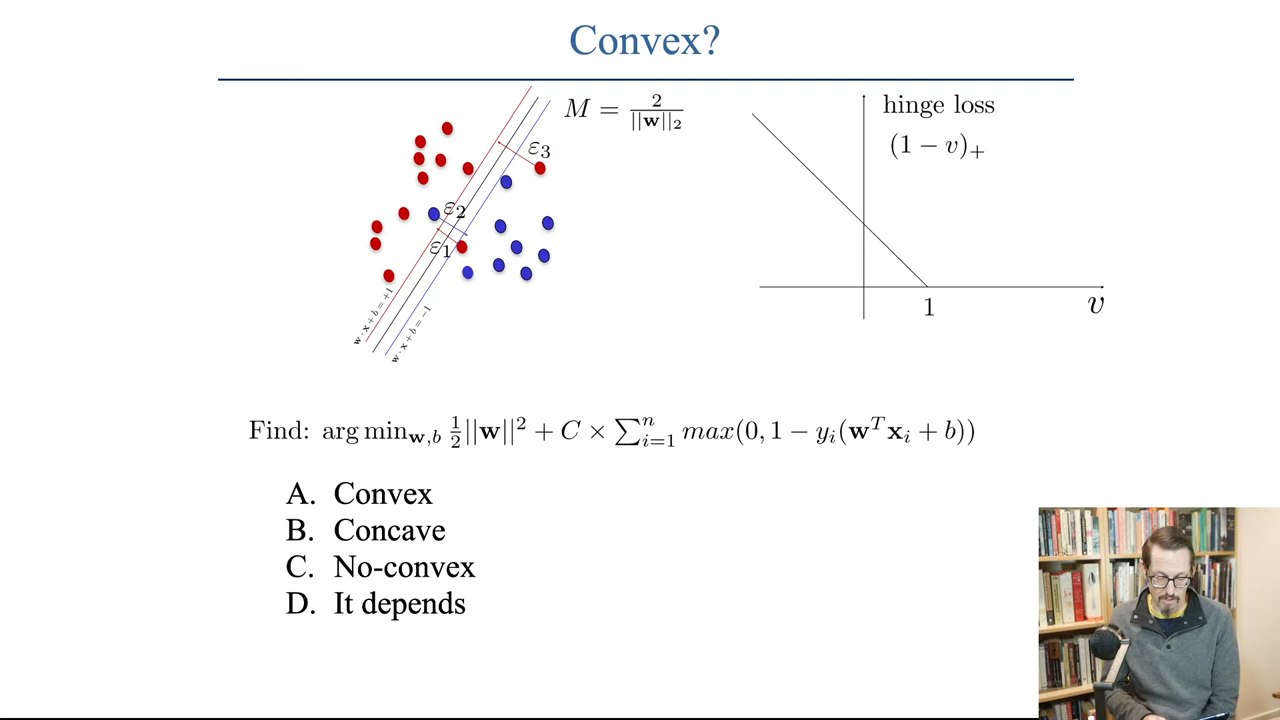 Convex?
M = 2/||w||₂
hinge loss
(1 − v)₊
ε₃
ε₂
ε₁
w · x + b = +1
w · x + b = −1
1
v
Find: arg min_{w,b} ½||w||² + C × ∑ⁿᵢ₌₁ max(0, 1 − yᵢ(wᵀxᵢ + b))
A. Convex
B. Concave
C. No-convex
D. It depends